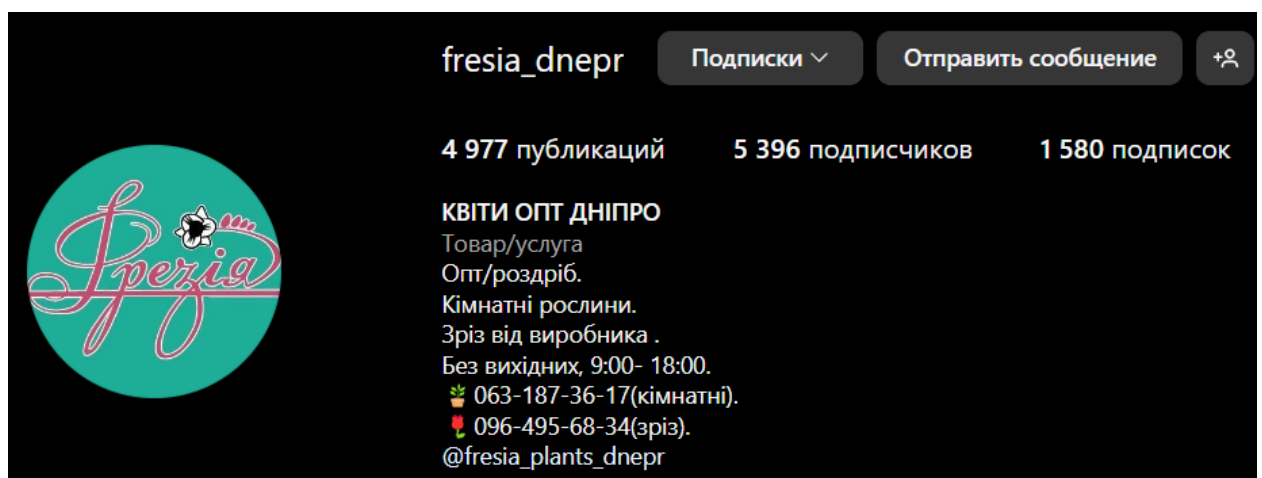 fresia_dnepr Подписки Отправить сообщение
4 977 публикаций 5 396 подписчиков 1 580 подписок
Фрезія
КВІТИ ОПТ ДНІПРО
Товар/услуга
Опт/роздріб.
Кімнатні рослини.
Зріз від виробника .
Без вихідних, 9:00- 18:00.
🪴 063-187-36-17(кімнатні).
🌷 096-495-68-34(зріз).
@fresia_plants_dnepr